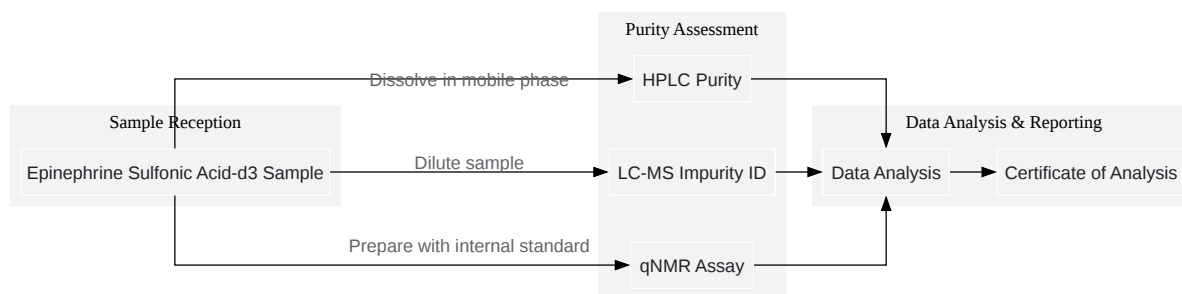 Purity Assessment
Dissolve in mobile phase
HPLC Purity
Sample Reception
Data Analysis & Reporting
Epinephrine Sulfonic Acid-d3 Sample
Dilute sample
LC-MS Impurity ID
Data Analysis
Certificate of Analysis
Prepare with internal standard
qNMR Assay